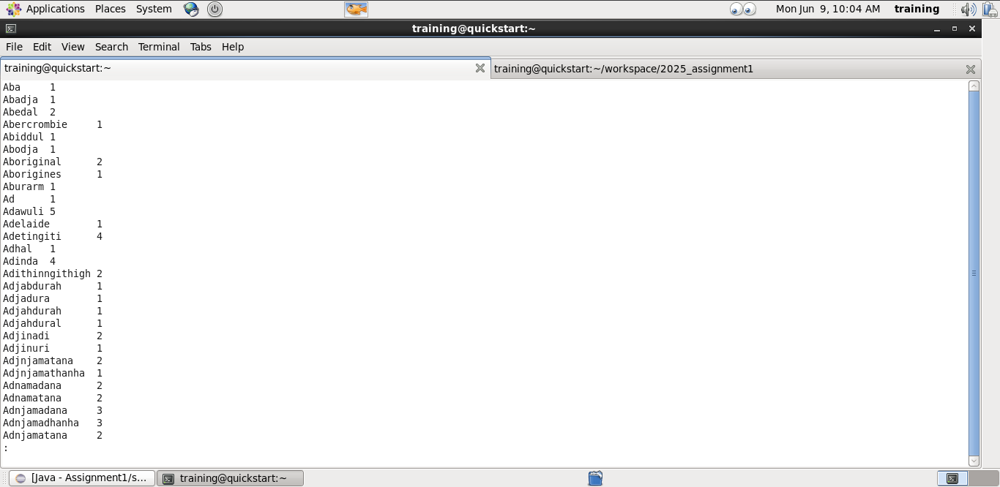 Applications Places System Mon Jun 9, 10:04 AM training
training@quickstart:~
File Edit View Search Terminal Tabs Help
training@quickstart:~ training@quickstart:~/workspace/2025_assignment1
Aba 1
Abadja 1
Abedal 2
Abercrombie 1
Abiddul 1
Abodja 1
Aboriginal 2
Aborigines 1
Aburarm 1
Ad 1
Adawuli 5
Adelaide 1
Adetingiti 4
Adhal 1
Adinda 4
Adithinngithigh 2
Adjabdurah 1
Adjadura 1
Adjahdurah 1
Adjahdural 1
Adjinadi 2
Adjinuri 1
Adjnjamatana 2
Adjnjamathanha 1
Adnamadana 2
Adnamatana 2
Adnjamadana 3
Adnjamadhanha 3
Adnjamatana 2
:
[Java - Assignment1/s... training@quickstart:~